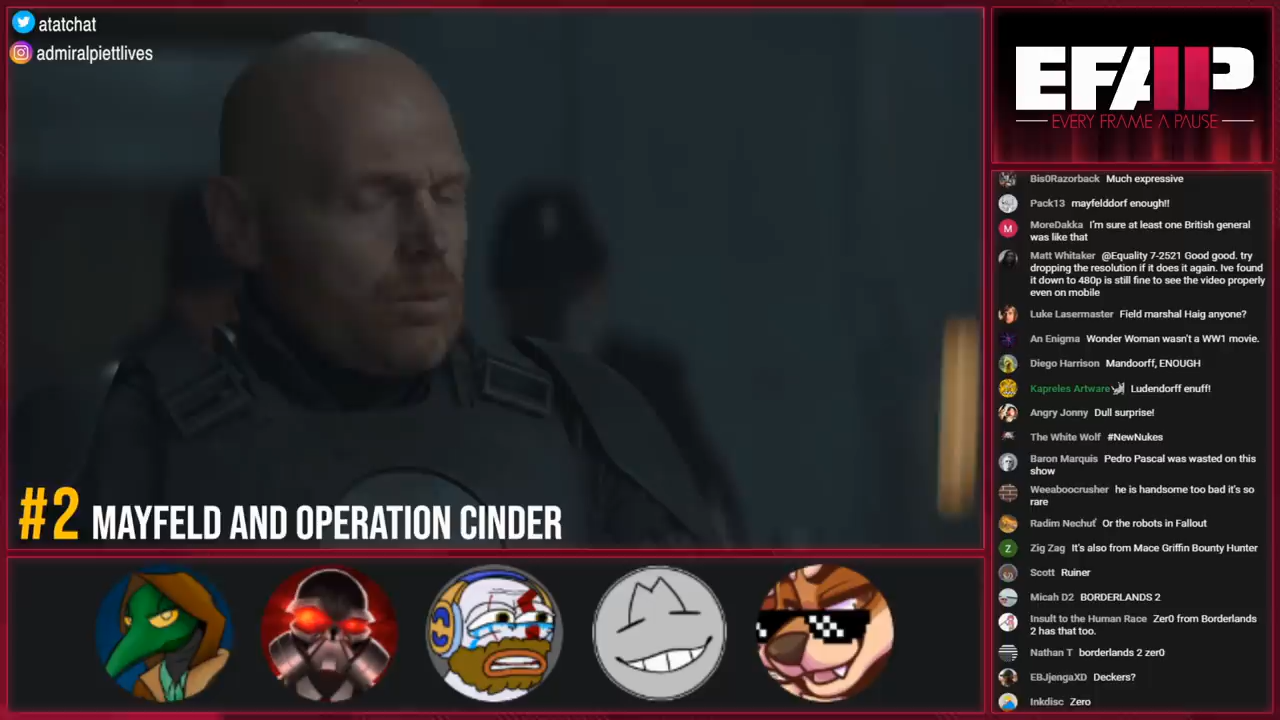 atatchat
admiralpiettlives
#2 MAYFELD AND OPERATION CINDER
EFAP
EVERY FRAME A PAUSE
Bis0Razorback Much expressive
Pack13 mayfelddorf enough!!
M
MoreDakka I'm sure at least one British general
was like that
Matt Whitaker @Equality 7-2521 Good good. try
dropping the resolution if it does it again. Ive found
it down to 480p is still fine to see the video properly
even on mobile
Luke Lasermaster Field marshal Haig anyone?
An Enigma Wonder Woman wasn't a WW1 movie.
Diego Harrison Mandoorff, ENOUGH
Kapreles Artware Ludendorff enuff!
Angry Jonny Dull surprise!
The White Wolf #NewNukes
Baron Marquis Pedro Pascal was wasted on this
show
Weeaboocrusher he is handsome too bad it's so
rare
Radim Nechuť Or the robots in Fallout
Z
Zig Zag It's also from Mace Griffin Bounty Hunter
Scott Ruiner
Micah D2 BORDERLANDS 2
Insult to the Human Race Zer0 from Borderlands
2 has that too.
Nathan T borderlands 2 zer0
EBJjengaXD Deckers?
Inkdisc Zero